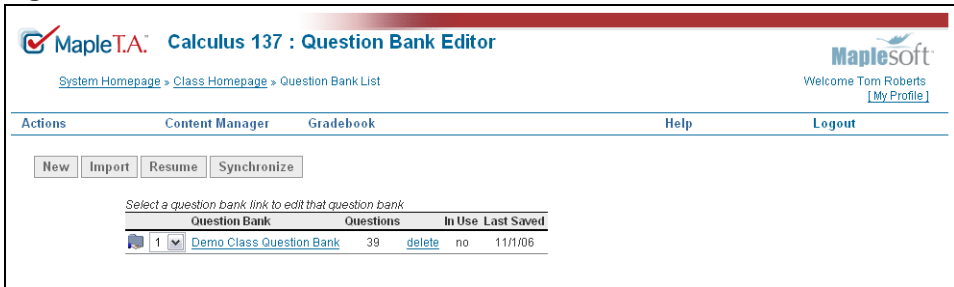 MapleT.A. Calculus 137 : Question Bank Editor
Maplesoft
System Homepage » Class Homepage » Question Bank List
Welcome Tom Roberts
[ My Profile ]
Actions Content Manager Gradebook Help Logout
New Import Resume Synchronize
Select a question bank link to edit that question bank
Question Bank Questions In Use Last Saved
1 Demo Class Question Bank 39 delete no 11/1/06